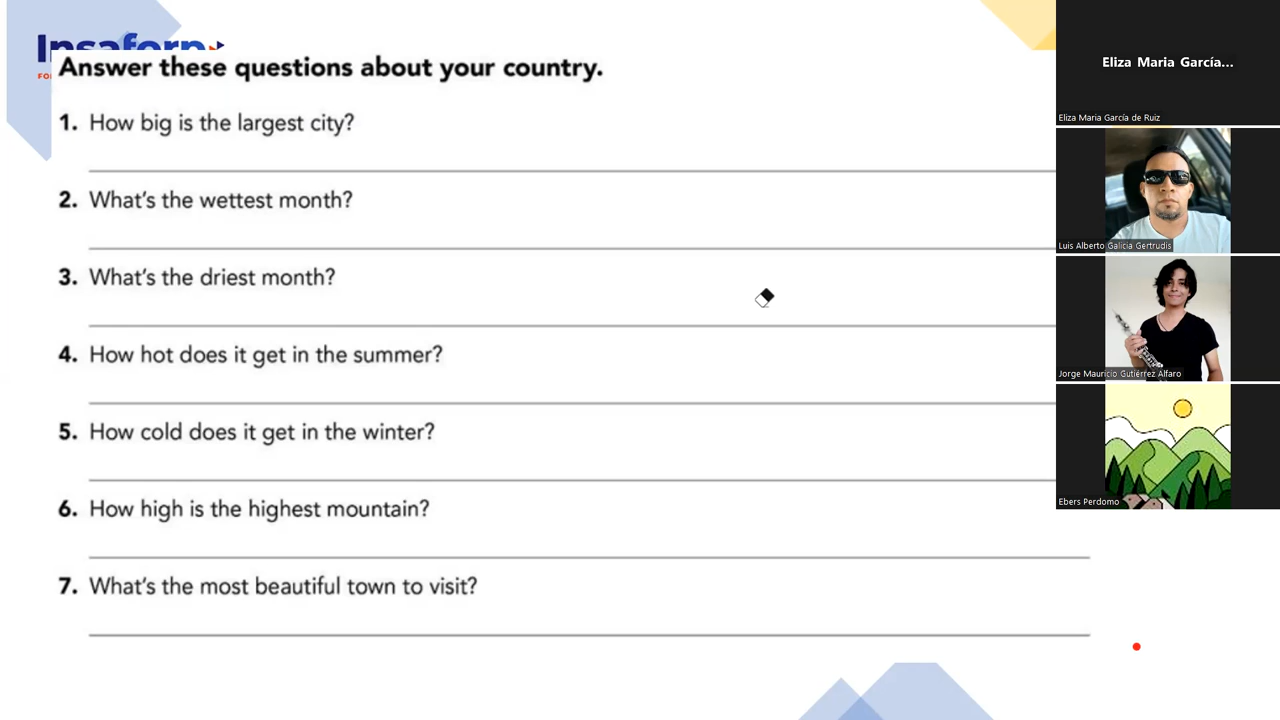 Insaforp
Answer these questions about your country.
1. How big is the largest city?
2. What's the wettest month?
3. What's the driest month?
4. How hot does it get in the summer?
5. How cold does it get in the winter?
6. How high is the highest mountain?
7. What's the most beautiful town to visit?
Eliza Maria García...
Eliza Maria García de Ruiz
Luis Alberto Galicia Gertrudis
Jorge Mauricio Gutiérrez Alfaro
Ebers Perdomo